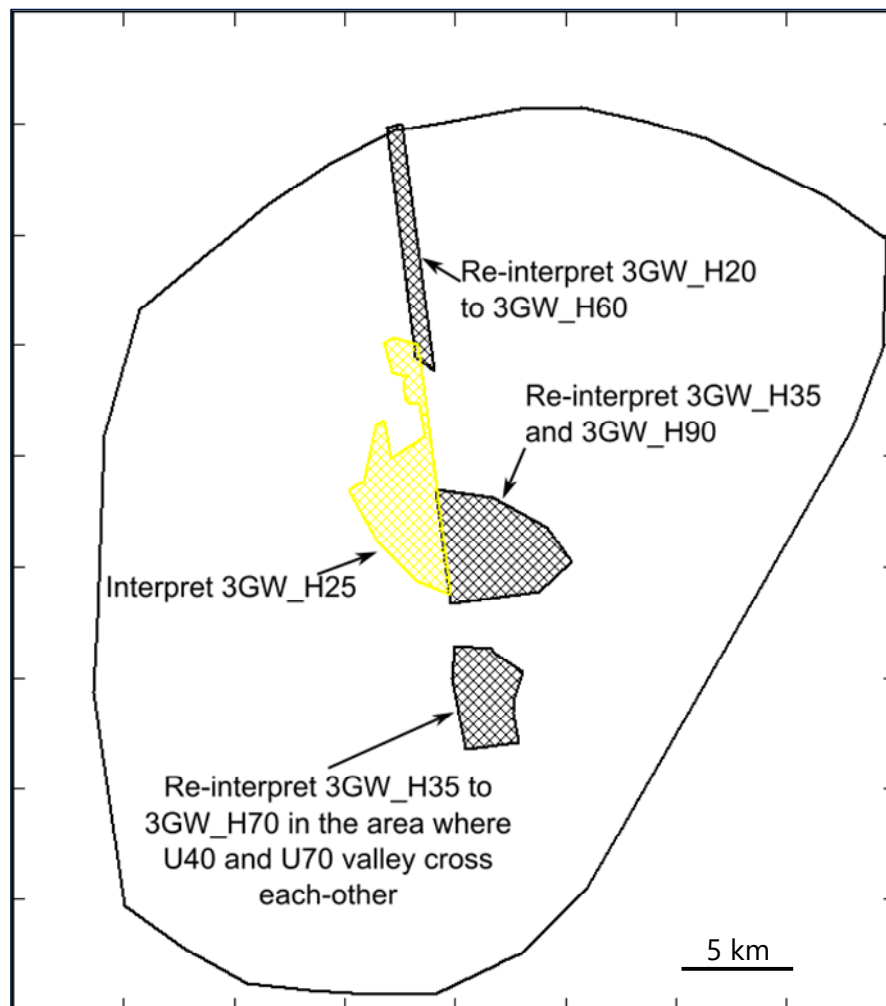 Re-interpret 3GW_H20
to 3GW_H60
Re-interpret 3GW_H35
and 3GW_H90
Interpret 3GW_H25
Re-interpret 3GW_H35 to
3GW_H70 in the area where
U40 and U70 valley cross
each-other
5 km